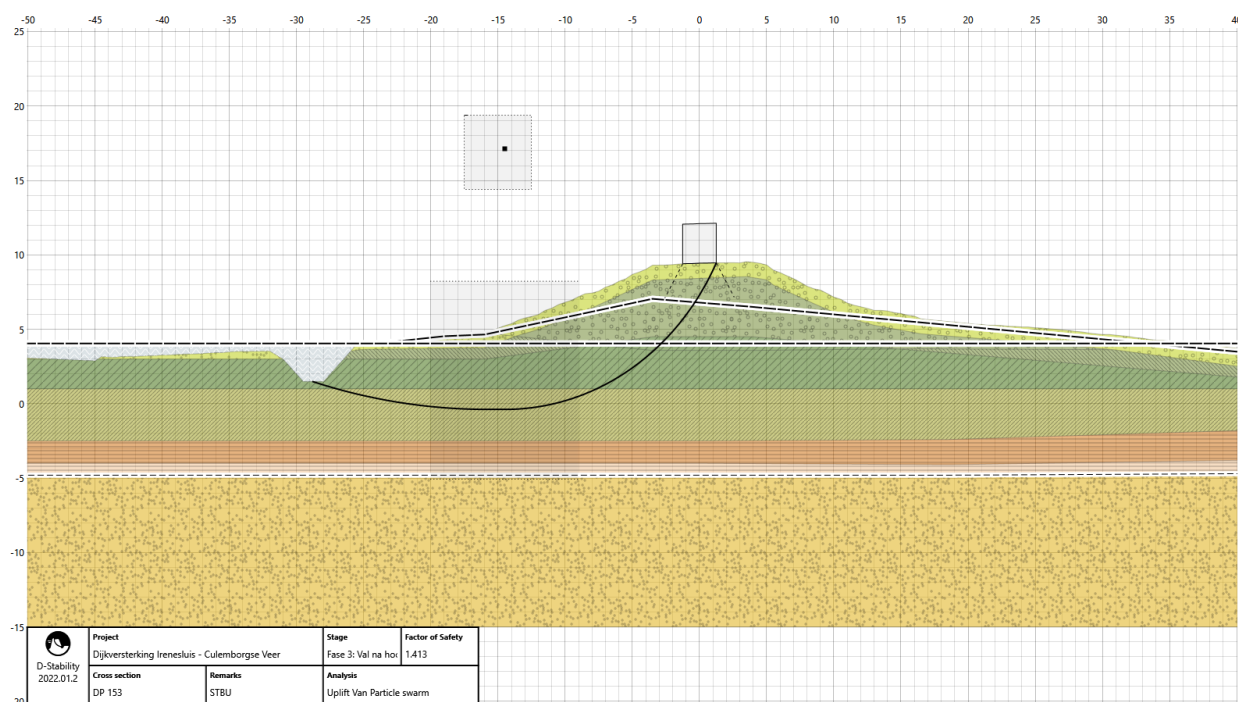 -50 -45 -40 -35 -30 -25 -20 -15 -10 -5 0 5 10 15 20 25 30 35 40
25
20
15
10
5
0
-5
-10
-15
20
D-Stability
2022.01.2
Project
Dijkversterking Irenesluis - Culemborgse Veer
Stage
Fase 3: Val na
Factor of Safety
1.413
Cross section
DP 153
Remarks
STBU
Analysis
Uplift Van Particle swarm